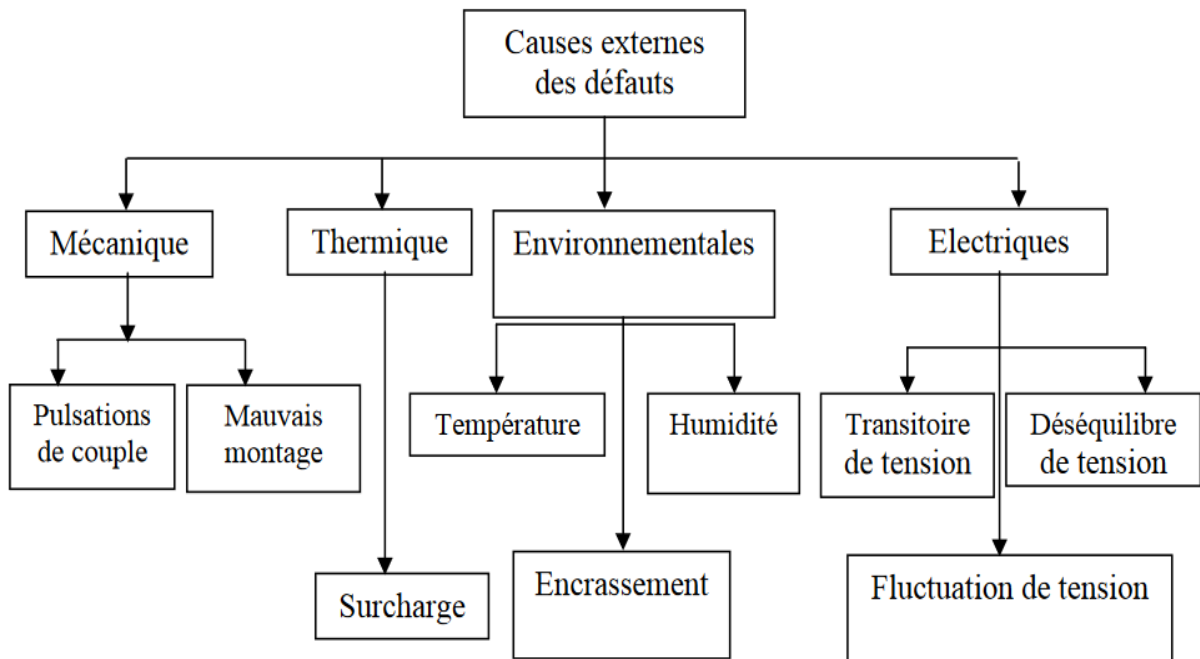 Causes externes
des défauts
Mécanique
Thermique
Environnementales
Electriques
Pulsations
de couple
Mauvais
montage
Température
Humidité
Transitoire
de tension
Déséquilibre
de tension
Surcharge
Encrassement
Fluctuation de tension